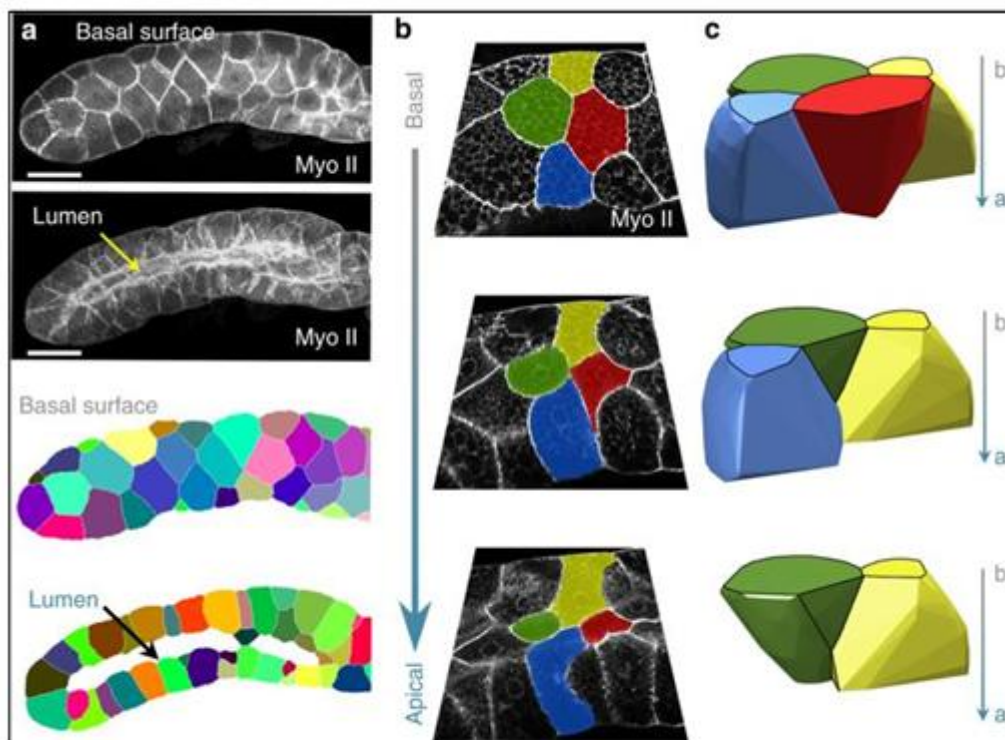 a
Basal surface
Myo II
Lumen
Myo II
Basal surface
Lumen
b
Basal
Myo II
Apical
c
b
a
b
a
b
a